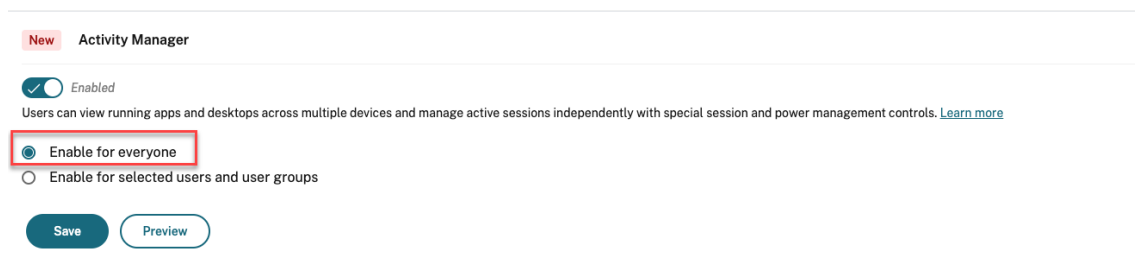 New Activity Manager
Enabled
Users can view running apps and desktops across multiple devices and manage active sessions independently with special session and power management controls. Learn more
Enable for everyone
Enable for selected users and user groups
Save Preview